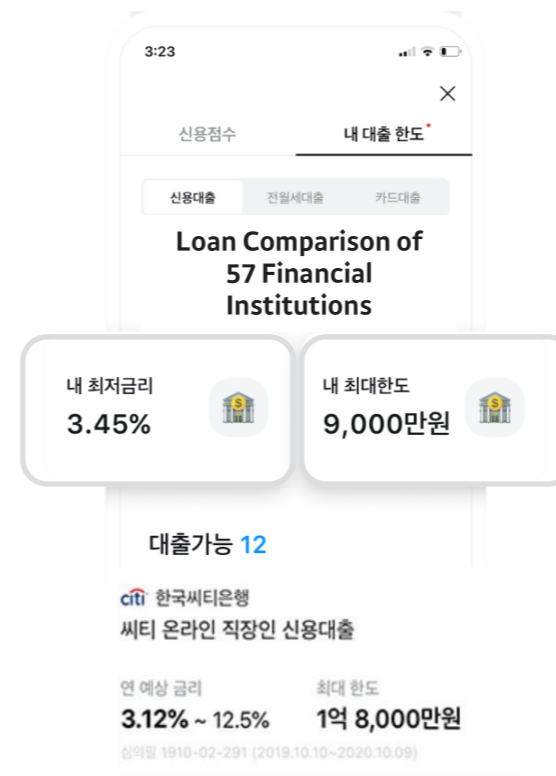 3:23
신용점수 내 대출 한도
신용대출 전월세대출 카드대출
Loan Comparison of
57 Financial
Institutions
내 최저금리
3.45%
내 최대한도
9,000만원
대출가능 12
citi 한국씨티은행
씨티 온라인 직장인 신용대출
연 예상 금리 최대 한도
3.12% ~ 12.5% 1억 8,000만원
심의필 1910-02-291 (2019.10.10~2020.10.09)